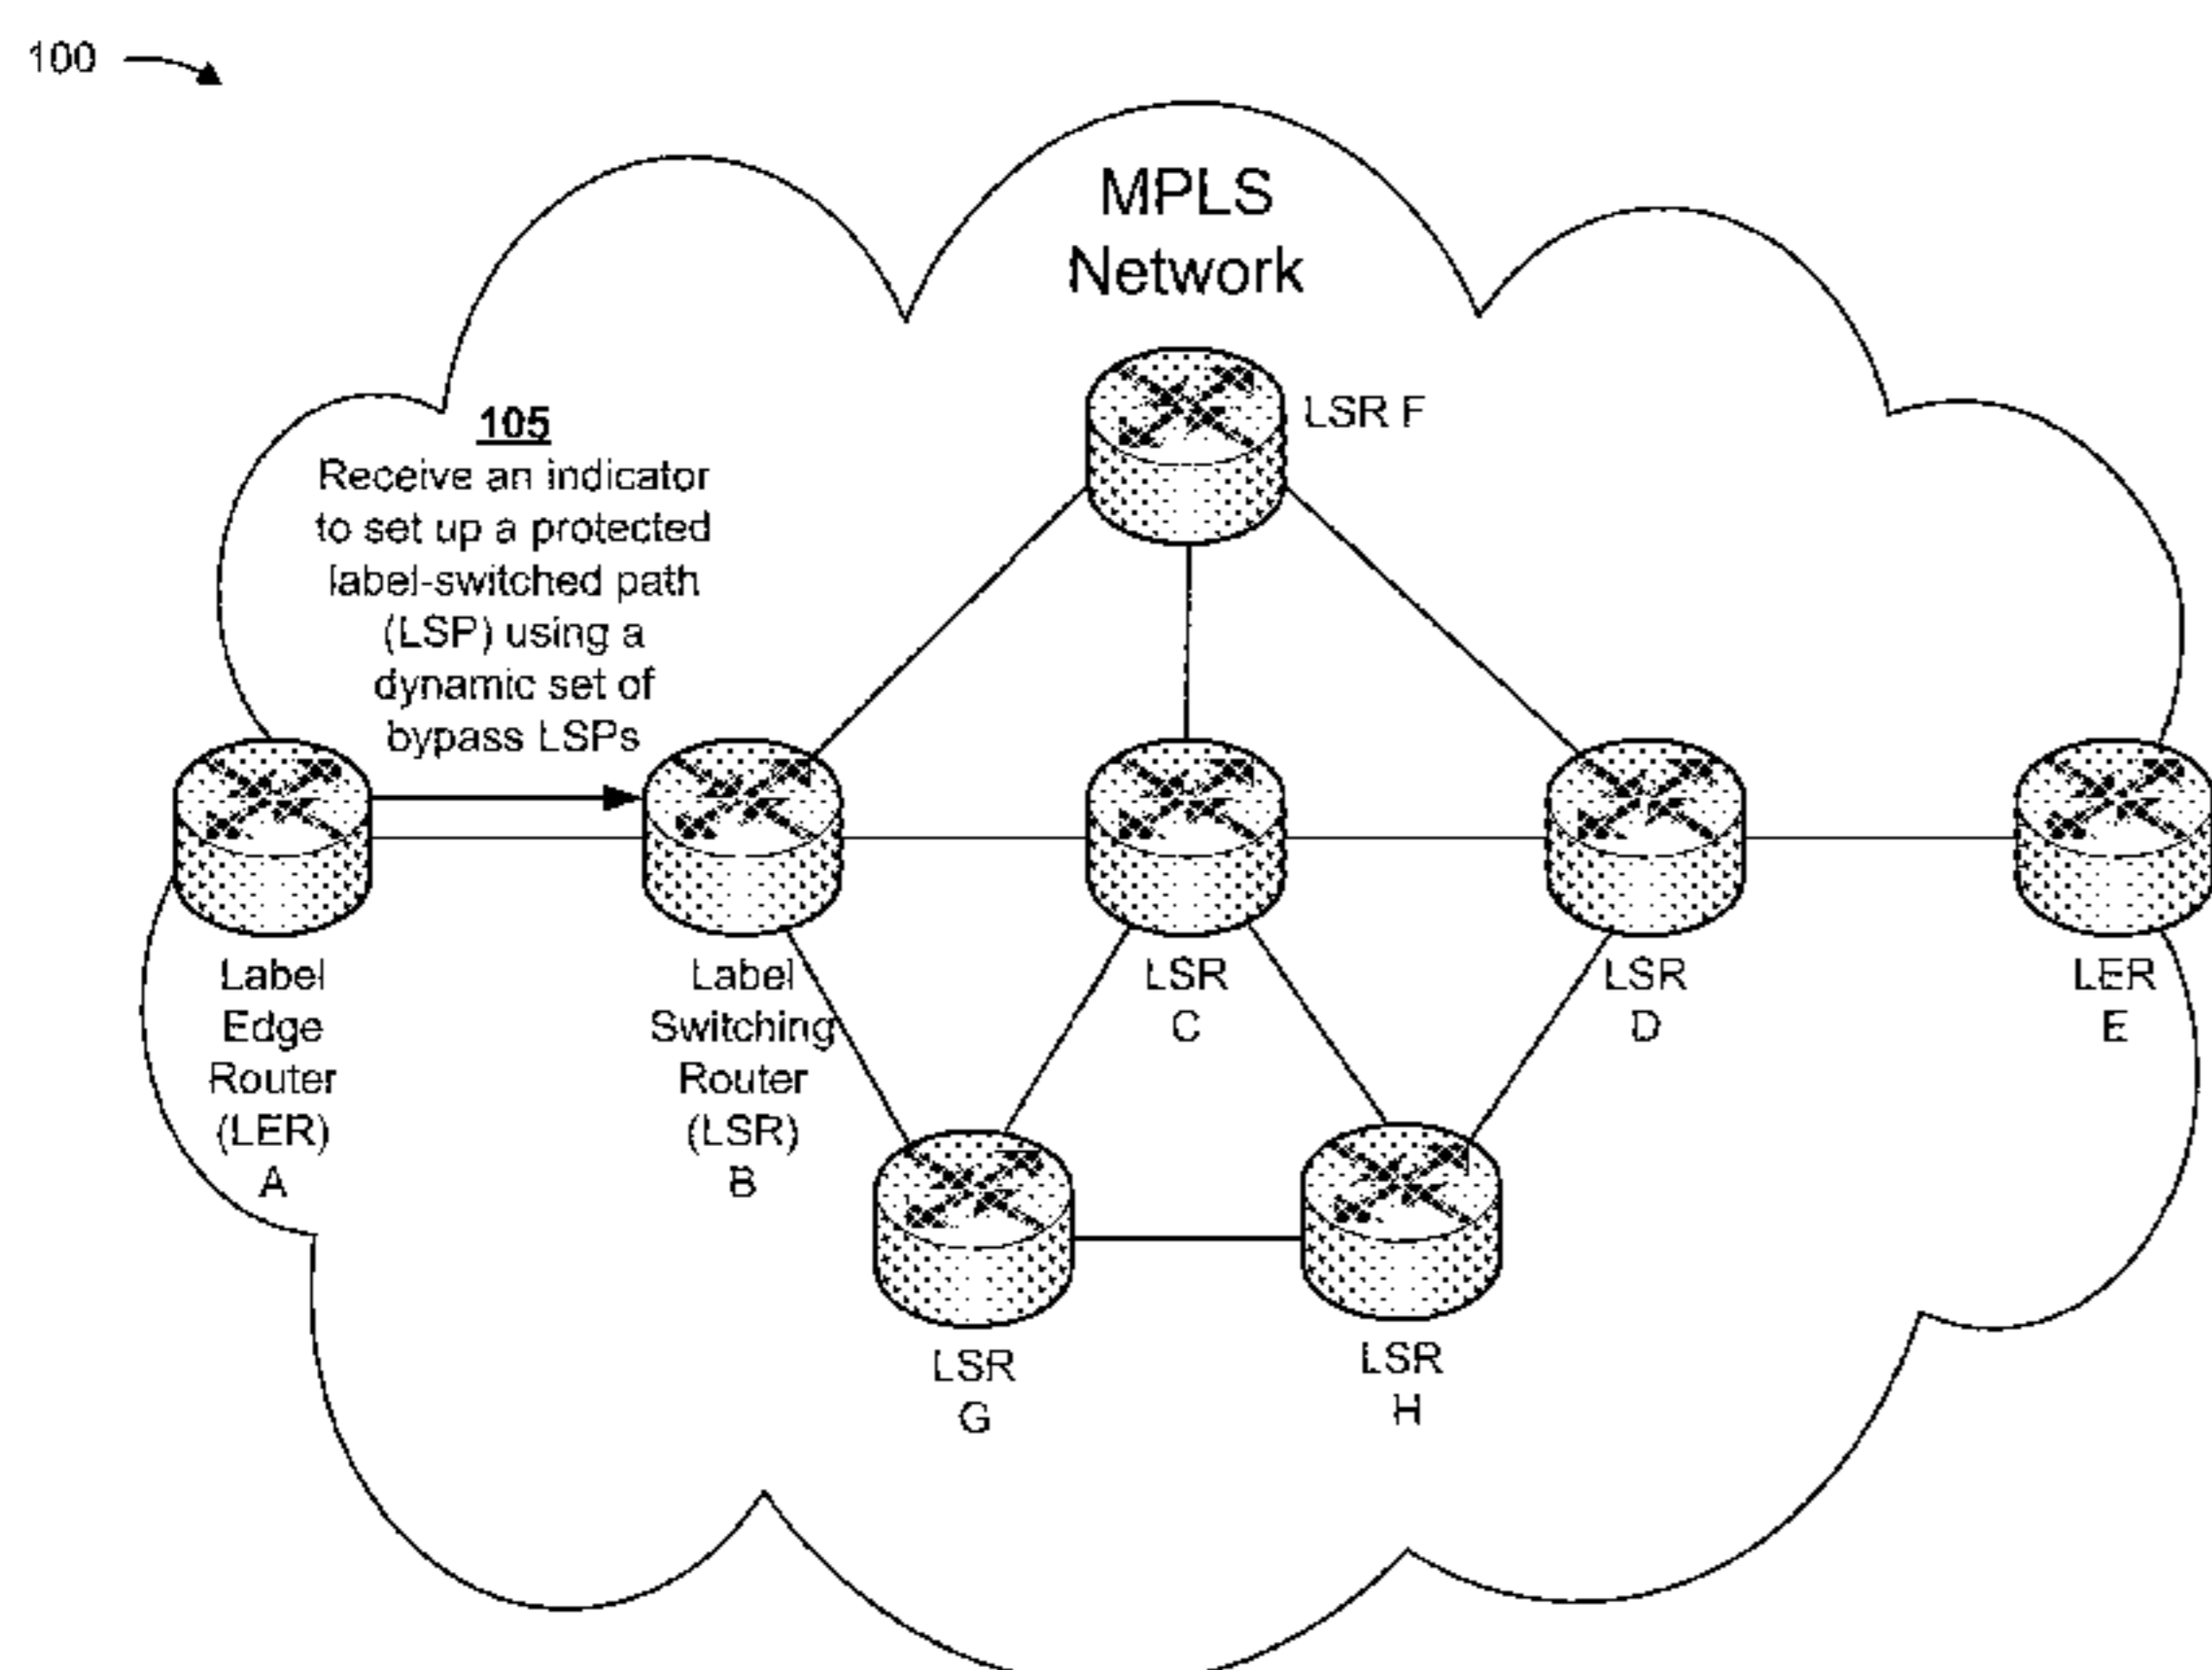 100
MPLS
Network
LSR F
105
Receive an indicator
to set up a protected
label-switched path
(LSP) using a
dynamic set of
bypass LSPs
Label
Edge
Router
(LER)
A
Label
Switching
Router
(LSR)
B
LSR
C
LSR
D
LER
E
LSR
G
LSR
H